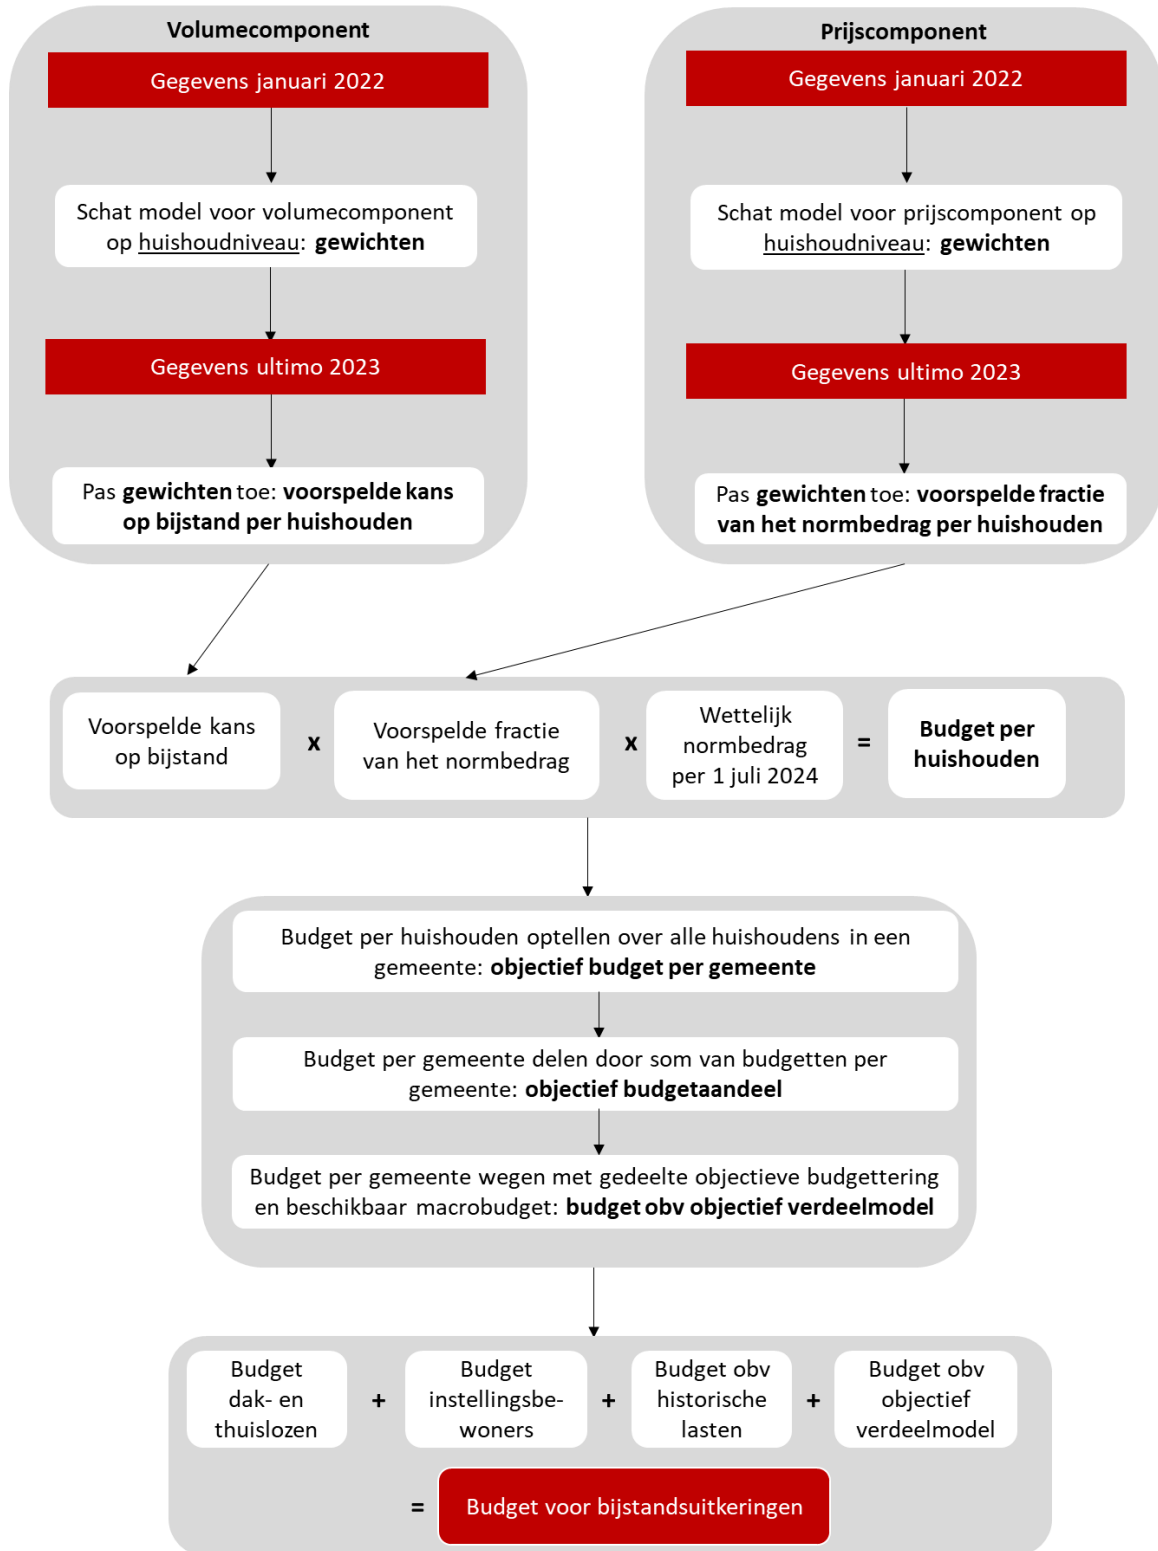 Volumecomponent
Gegevens januari 2022
Schat model voor volumecomponent
op huishoudniveau: gewichten
Gegevens ultimo 2023
Pas gewichten toe: voorspelde kans
op bijstand per huishouden
Prijscomponent
Gegevens januari 2022
Schat model voor prijscomponent op
huishoudniveau: gewichten
Gegevens ultimo 2023
Pas gewichten toe: voorspelde fractie
van het normbedrag per huishouden
Voorspelde kans
op bijstand
x
Voorspelde fractie
van het normbedrag
x
Wettelijk
normbedrag
per 1 juli 2024
=
Budget per
huishouden
Budget per huishouden optellen over alle huishoudens in een
gemeente: objectief budget per gemeente
Budget per gemeente delen door som van budgetten per
gemeente: objectief budgetaandeel
Budget per gemeente wegen met gedeelte objectieve budgettering
en beschikbaar macrobudget: budget obv objectief verdeelmodel
Budget
dak- en
thuislozen
+
Budget
instellingsbe-
woners
+
Budget obv
historische
lasten
+
Budget obv
objectief
verdeelmodel
=
Budget voor bijstandsuitkeringen